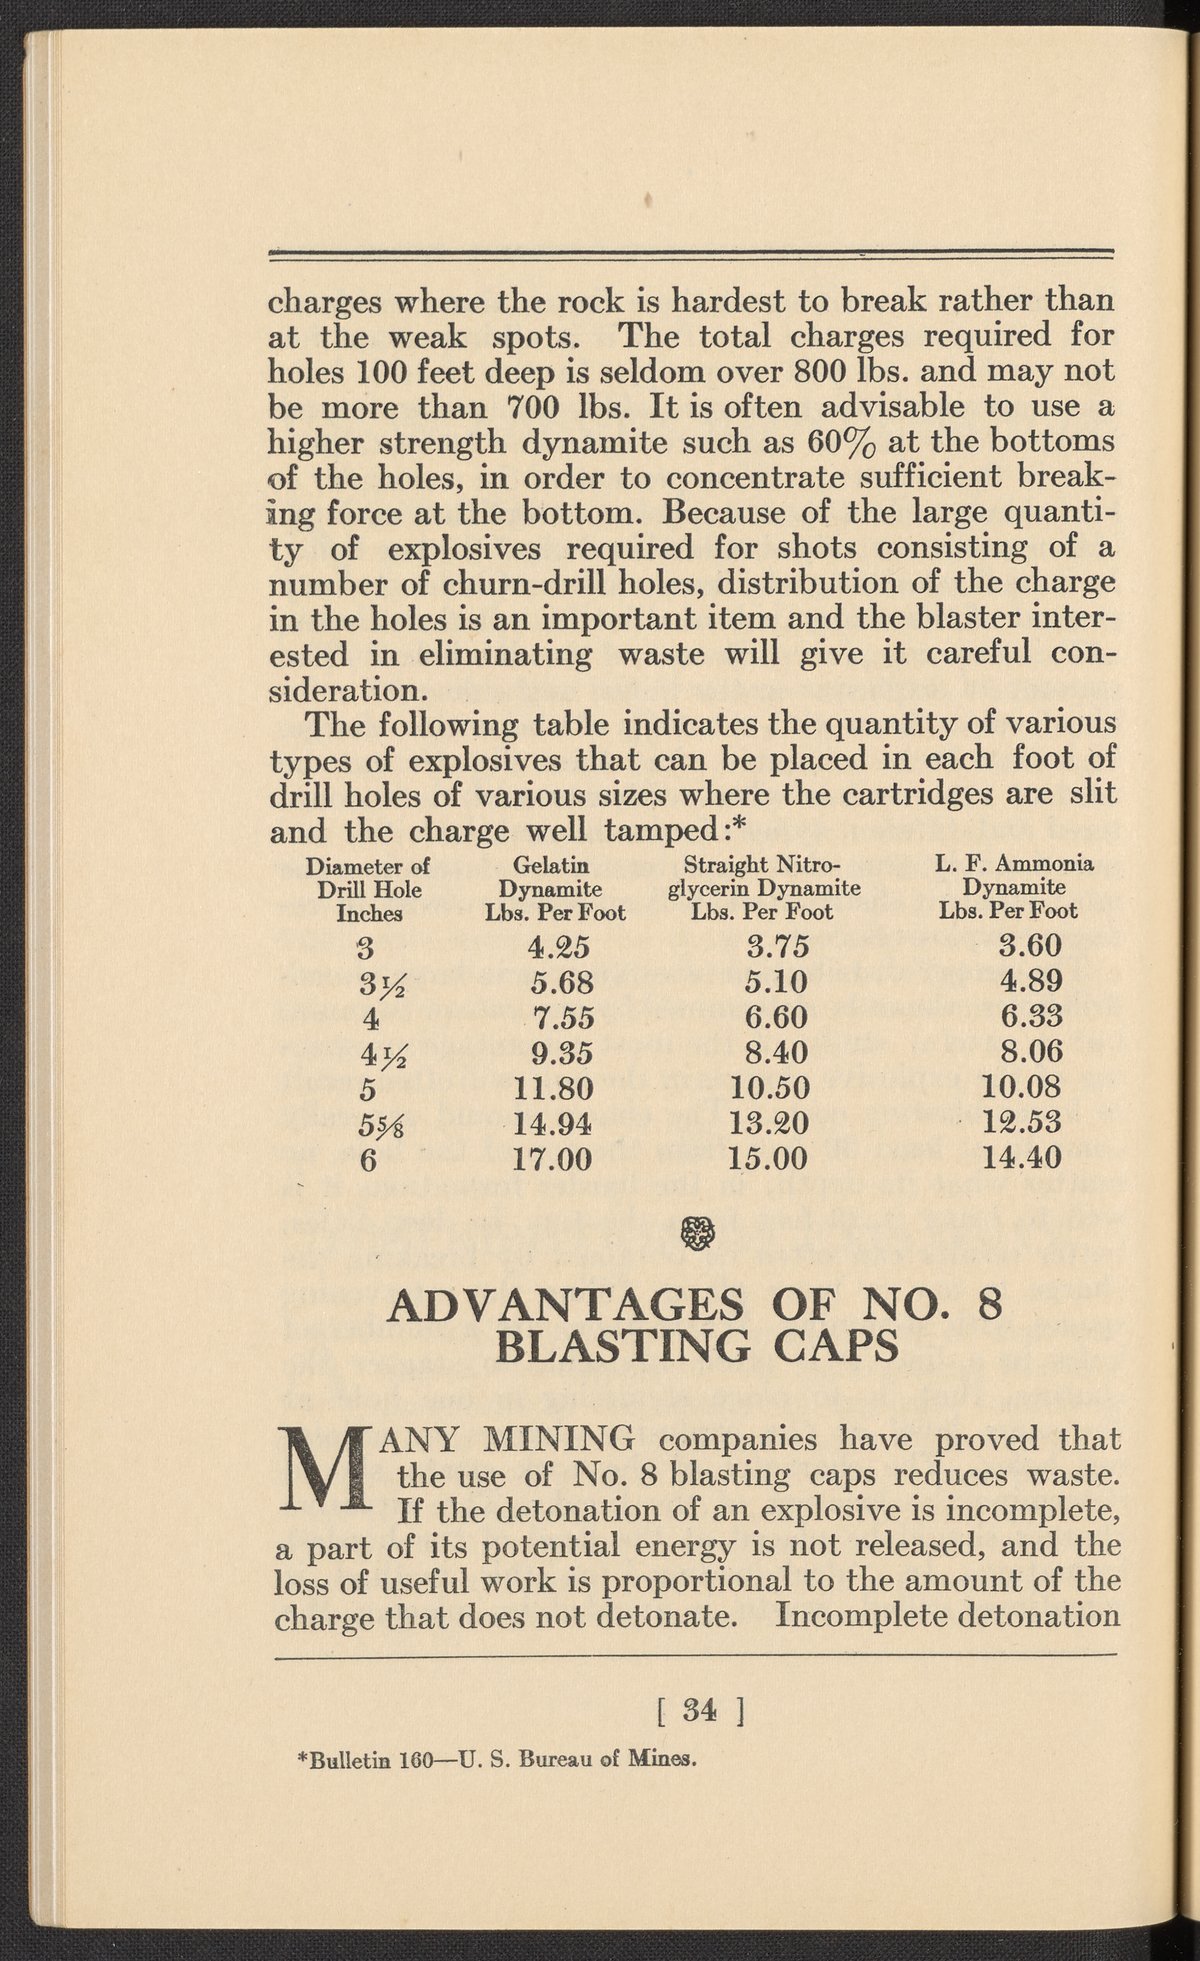 charges where the rock is hardest to break rather than
at the weak spots. The total charges required for
holes 100 feet deep is seldom over 800 lbs. and may not
be more than 700 lbs. It is often advisable to use a
higher strength dynamite such as 60% at the bottoms
of the holes, in order to concentrate sufficient break-
ing force at the bottom. Because of the large quanti-
ty of explosives required for shots consisting of a
number of churn-drill holes, distribution of the charge
in the holes is an important item and the blaster inter-
ested in eliminating waste will give it careful con-
sideration.
The following table indicates the quantity of various
types of explosives that can be placed in each foot of
drill holes of various sizes where the cartridges are slit
and the charge well tamped:*
Diameter of Gelatin Straight Nitro- L. F. Ammonia
Drill Hole Dynamite glycerin Dynamite Dynamite
Inches Lbs. Per Foot Lbs. Per Foot Lbs. Per Foot
3 4.25 3.75 3.60
3½ 5.68 5.10 4.89
4 7.55 6.60 6.33
4½ 9.35 8.40 8.06
5 11.80 10.50 10.08
5⅝ 14.94 13.20 12.53
6 17.00 15.00 14.40
ADVANTAGES OF NO. 8
BLASTING CAPS
MANY MINING companies have proved that
the use of No. 8 blasting caps reduces waste.
If the detonation of an explosive is incomplete,
a part of its potential energy is not released, and the
loss of useful work is proportional to the amount of the
charge that does not detonate. Incomplete detonation
[ 34 ]
*Bulletin 160—U. S. Bureau of Mines.